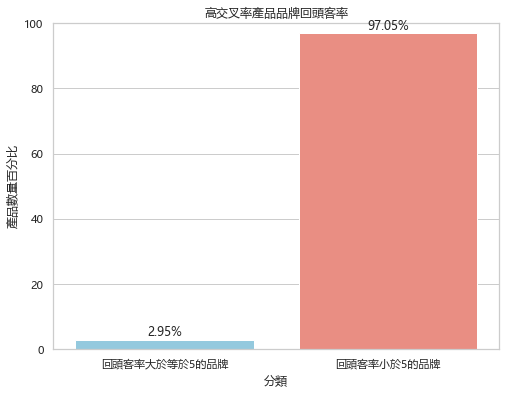 高交叉率產品品牌回頭客率
100
80
60
40
20
0
產品數量百分比
2.95%
97.05%
回頭客率大於等於5的品牌
回頭客率小於5的品牌
分類